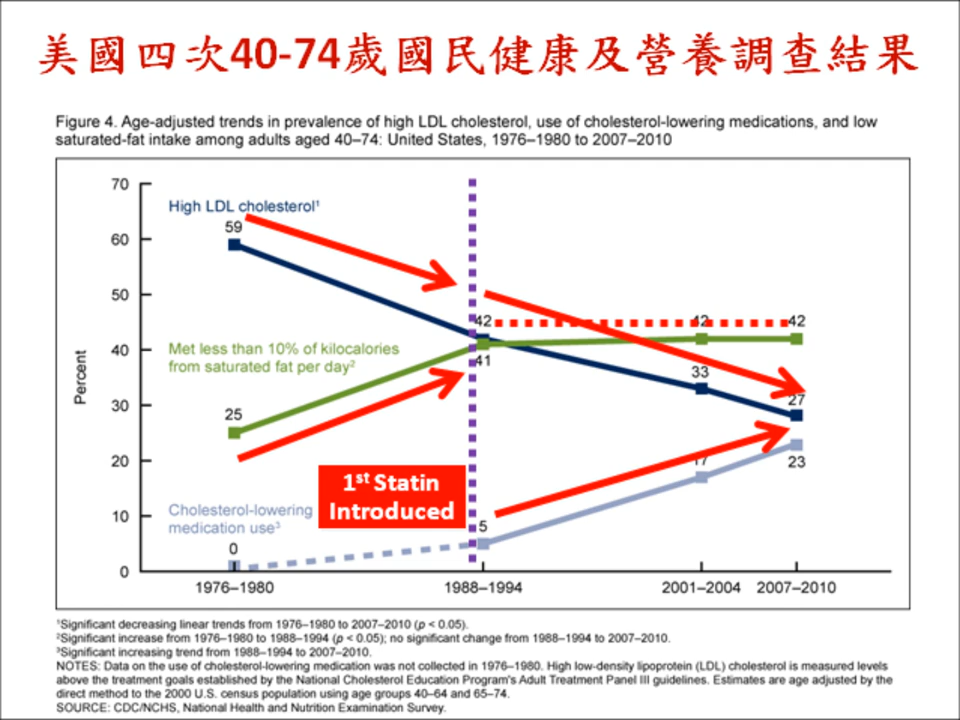 美國四次40-74歲國民健康及營養調查結果
Figure 4. Age-adjusted trends in prevalence of high LDL cholesterol, use of cholesterol-lowering medications, and low
saturated-fat intake among adults aged 40–74: United States, 1976–1980 to 2007–2010
70
60
50
40
30
20
10
0
Percent
High LDL cholesterol¹
59
42
42
42
33
27
Met less than 10% of kilocalories
from saturated fat per day²
41
25
1st Statin
Introduced
17
23
Cholesterol-lowering
medication use³
0
5
1976–1980
1988–1994
2001–2004
2007–2010
¹Significant decreasing linear trends from 1976–1980 to 2007–2010 (p < 0.05).
²Significant increase from 1976–1980 to 1988–1994 (p < 0.05); no significant change from 1988–1994 to 2007–2010.
³Significant increasing trend from 1988–1994 to 2007–2010.
NOTES: Data on the use of cholesterol-lowering medication was not collected in 1976–1980. High low-density lipoprotein (LDL) cholesterol is measured levels
above the treatment goals established by the National Cholesterol Education Program's Adult Treatment Panel III guidelines. Estimates are age adjusted by the
direct method to the 2000 U.S. census population using age groups 40–64 and 65–74.
SOURCE: CDC/NCHS, National Health and Nutrition Examination Survey.